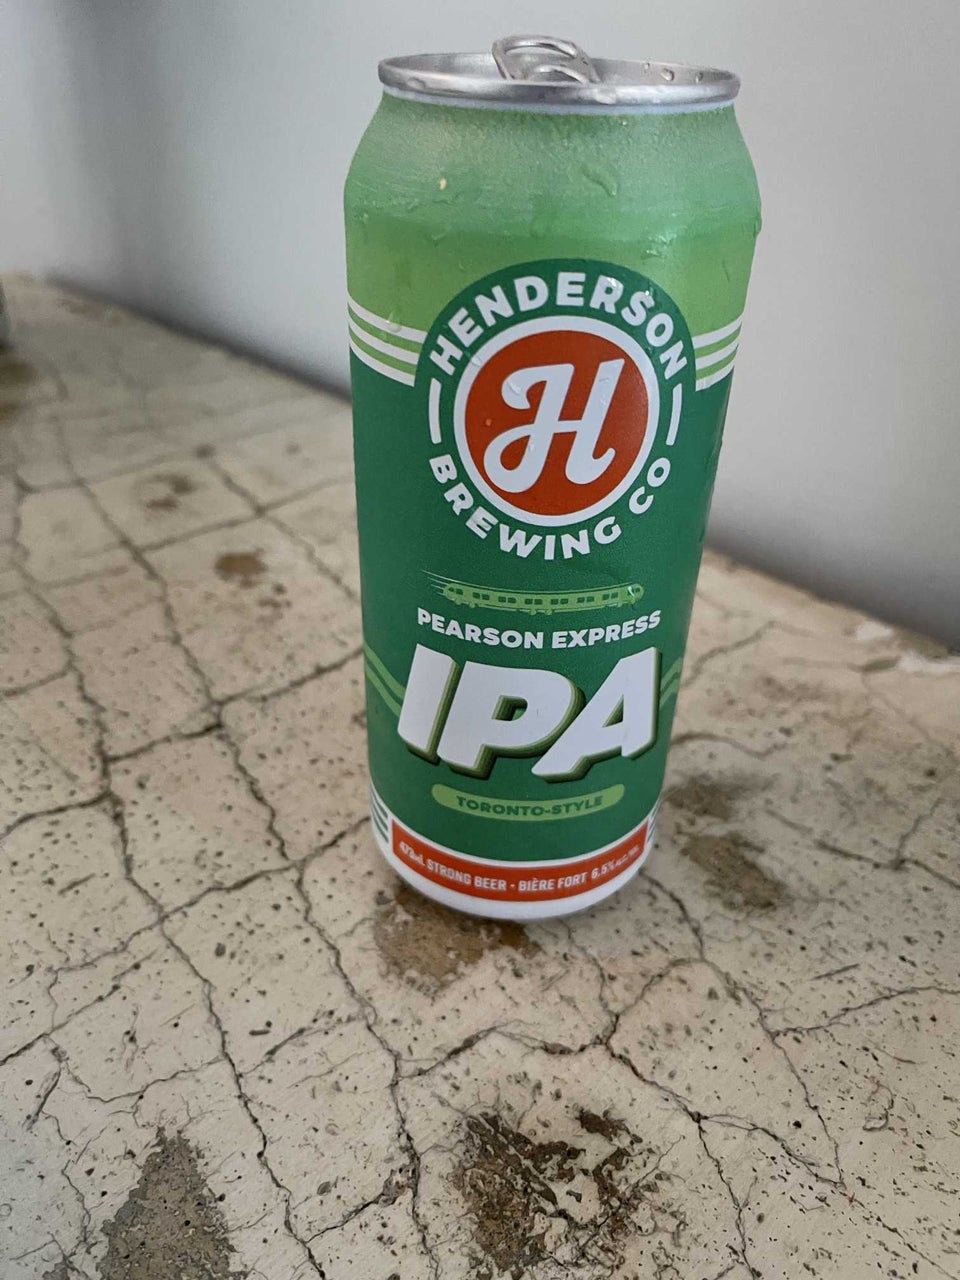 HENDERSON
H
BREWING CO
PEARSON EXPRESS
IPA
TORONTO-STYLE
473mL STRONG BEER • BIÈRE FORT 6.5% ALC./VOL.